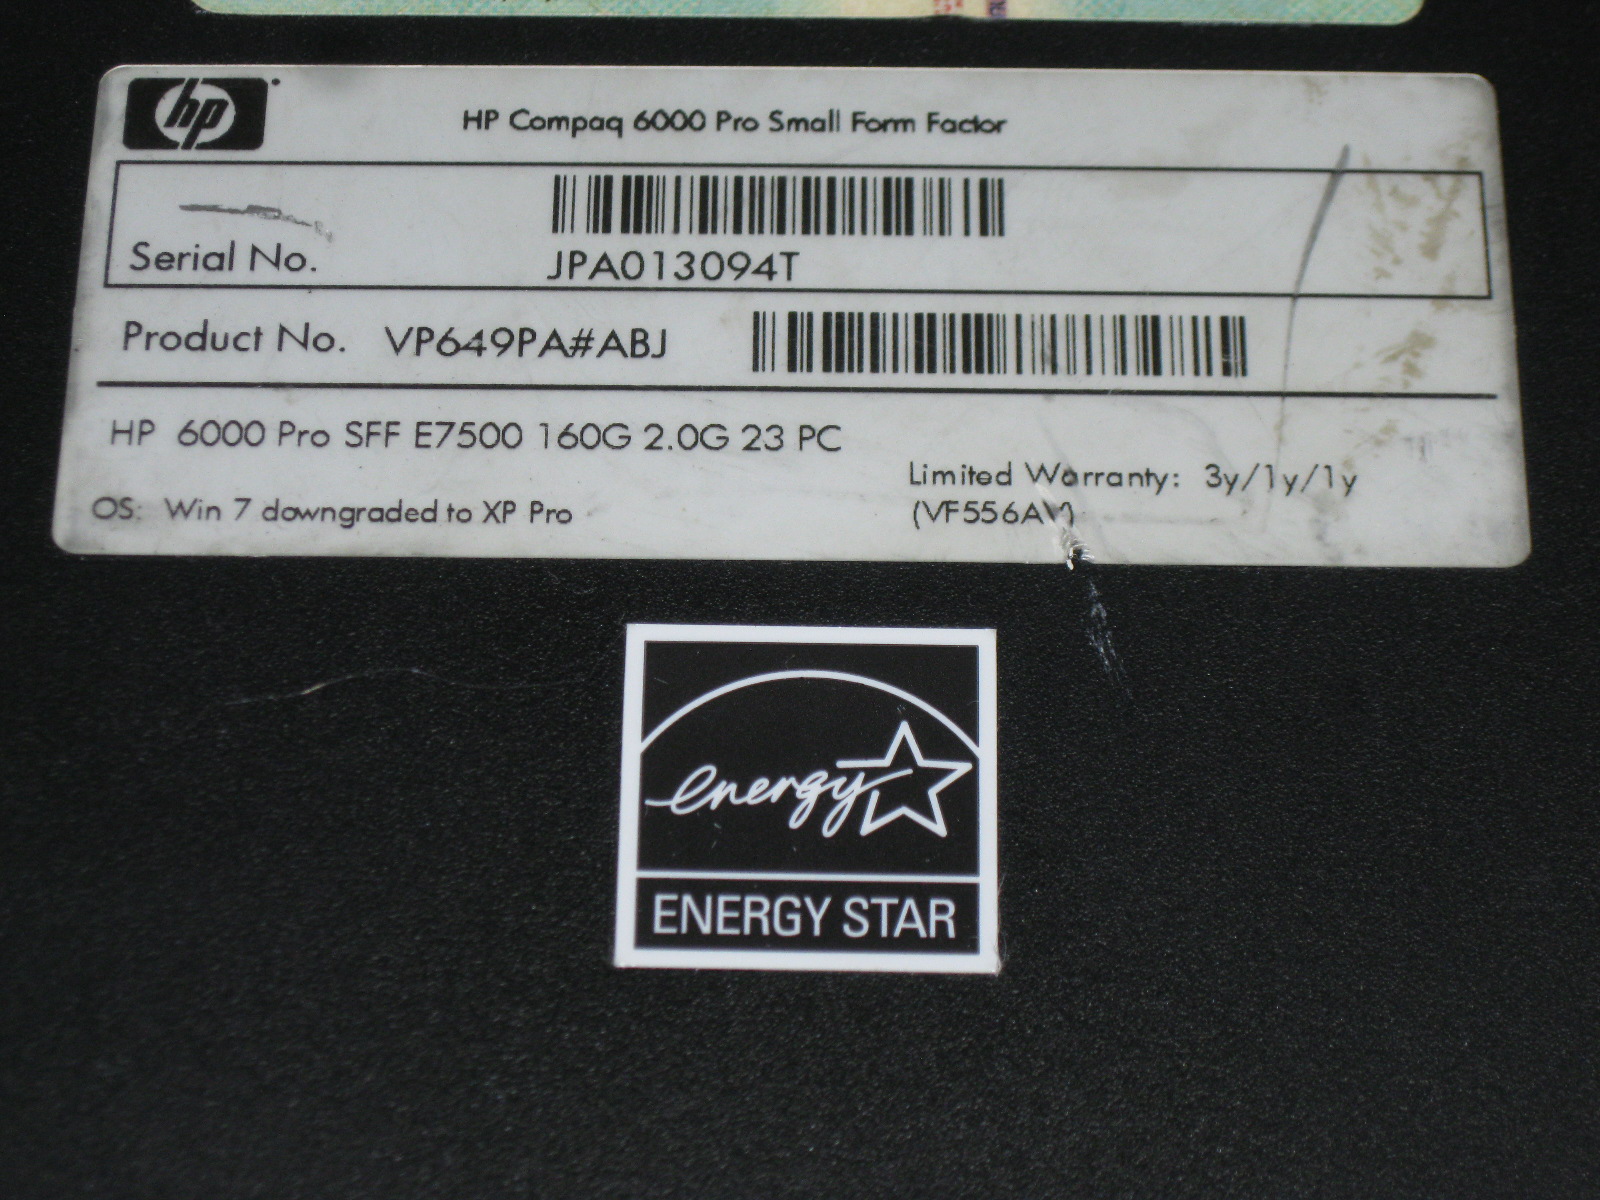 hp
HP Compaq 6000 Pro Small Form Factor
Serial No.
JPA013094T
Product No. VP649PA#ABJ
HP 6000 Pro SFF E7500 160G 2.0G 23 PC
Limited Warranty: 3y/1y/1y
OS: Win 7 downgraded to XP Pro
(VF556AV)
energy
ENERGY STAR